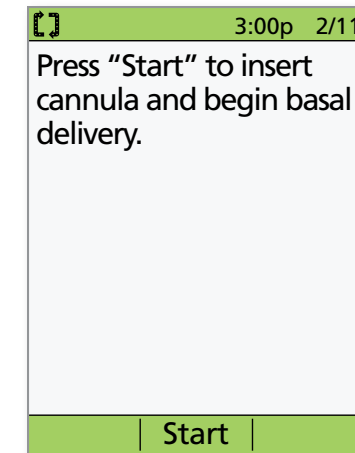 3:00p 2/11
Press “Start” to insert
cannula and begin basal
delivery.
Start